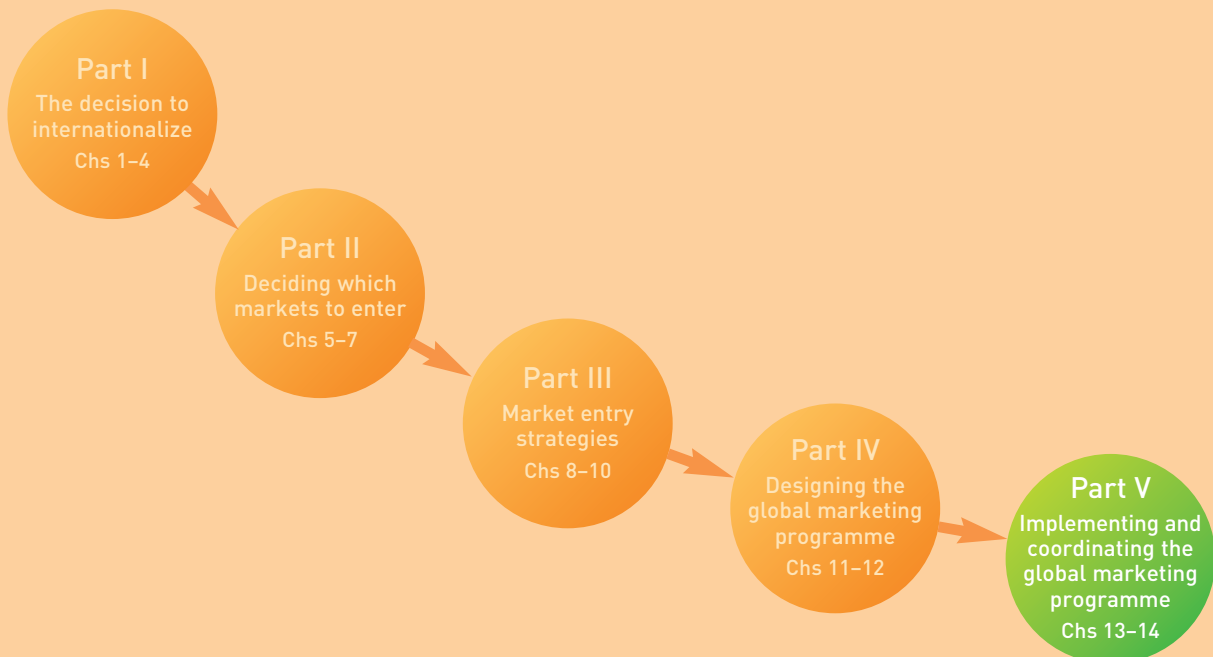 Part I
The decision to
internationalize
Chs 1–4
Part II
Deciding which
markets to enter
Chs 5–7
Part III
Market entry
strategies
Chs 8–10
Part IV
Designing the
global marketing
programme
Chs 11–12
Part V
Implementing and
coordinating the
global marketing
programme
Chs 13–14